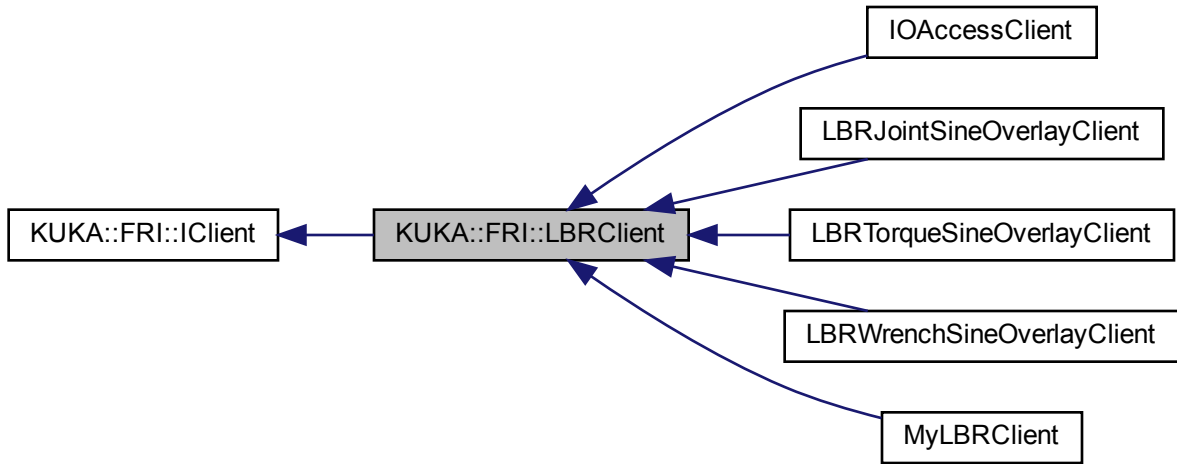 IOAccessClient
LBRJointSineOverlayClient
KUKA::FRI::IClient
KUKA::FRI::LBRClient
LBRTorqueSineOverlayClient
LBRWrenchSineOverlayClient
MyLBRClient